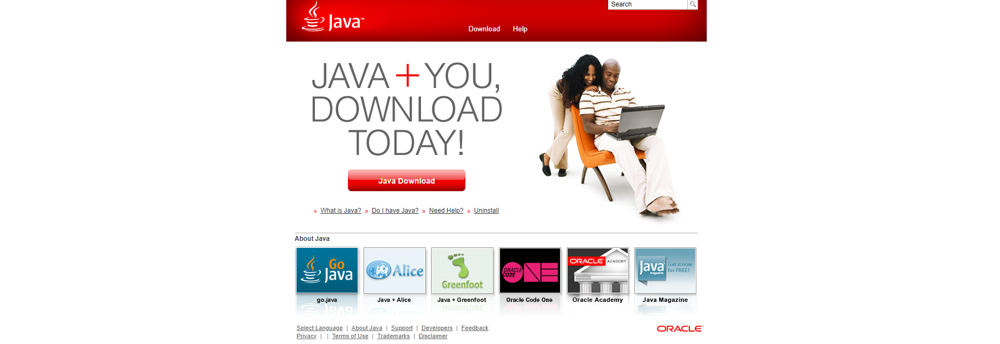 Java™
Search
Download Help
JAVA + YOU,
DOWNLOAD
TODAY!
Java Download
» What is Java? » Do I have Java? » Need Help? » Uninstall
About Java
Go
Java
Alice
Greenfoot
ORACLE
CODE
ONE
ORACLE
ACADEMY
Java
magazine
Get it now
for FREE!
go.java
Java + Alice
Java + Greenfoot
Oracle Code One
Oracle Academy
Java Magazine
Select Language | About Java | Support | Developers | Feedback
Privacy | | Terms of Use | Trademarks | Disclaimer
ORACLE